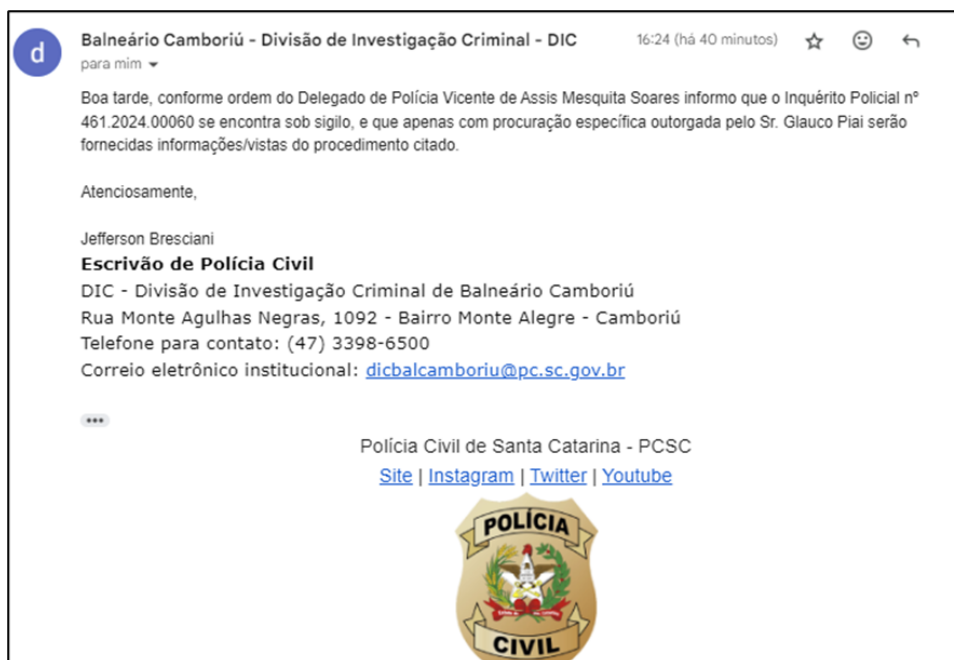 d
Balneário Camboriú - Divisão de Investigação Criminal - DIC 16:24 (há 40 minutos)
para mim
Boa tarde, conforme ordem do Delegado de Polícia Vicente de Assis Mesquita Soares informo que o Inquérito Policial nº
461.2024.00060 se encontra sob sigilo, e que apenas com procuração específica outorgada pelo Sr. Glauco Piai serão
fornecidas informações/vistas do procedimento citado.
Atenciosamente,
Jefferson Bresciani
Escrivão de Polícia Civil
DIC - Divisão de Investigação Criminal de Balneário Camboriú
Rua Monte Agulhas Negras, 1092 - Bairro Monte Alegre - Camboriú
Telefone para contato: (47) 3398-6500
Correio eletrônico institucional: dicbalcamboriu@pc.sc.gov.br
Polícia Civil de Santa Catarina - PCSC
Site | Instagram | Twitter | Youtube
POLÍCIA
CIVIL